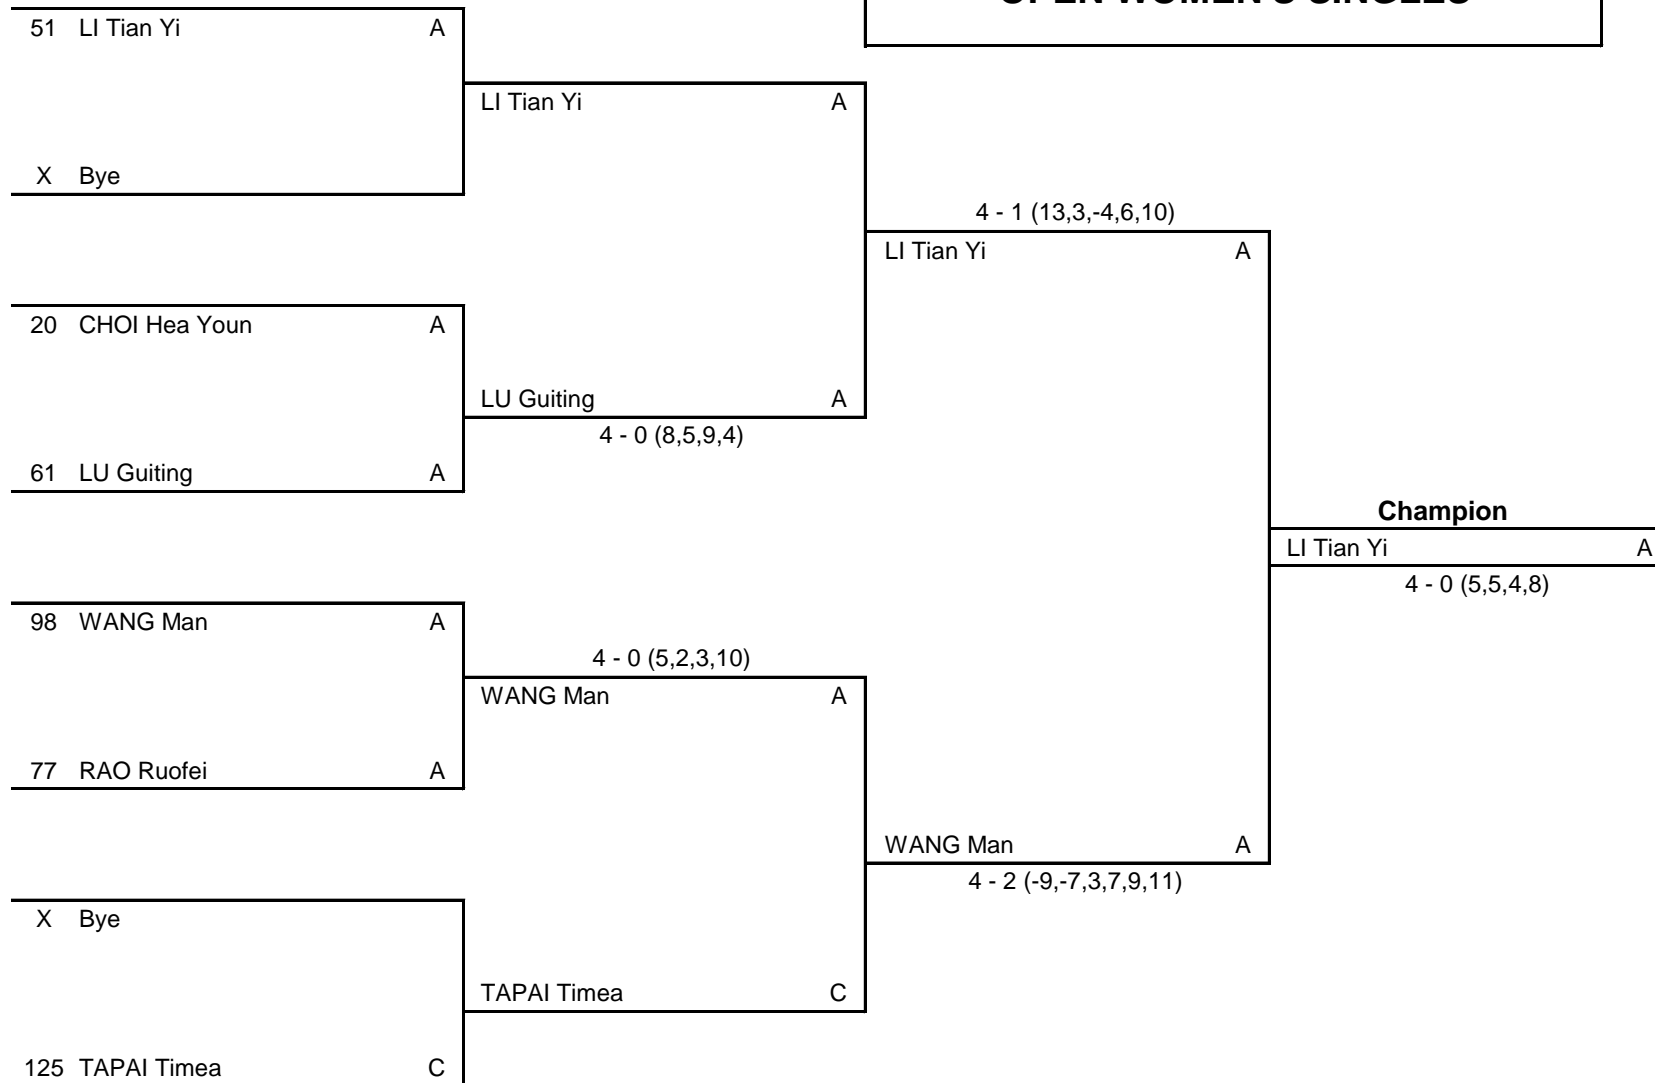 51 LI Tian Yi A
LI Tian Yi A
X Bye
4 - 1 (13,3,-4,6,10)
LI Tian Yi A
20 CHOI Hea Youn A
LU Guiting A
4 - 0 (8,5,9,4)
61 LU Guiting A
Champion
LI Tian Yi A
4 - 0 (5,5,4,8)
98 WANG Man A
4 - 0 (5,2,3,10)
WANG Man A
77 RAO Ruofei A
WANG Man A
4 - 2 (-9,-7,3,7,9,11)
X Bye
TAPAI Timea C
125 TAPAI Timea C